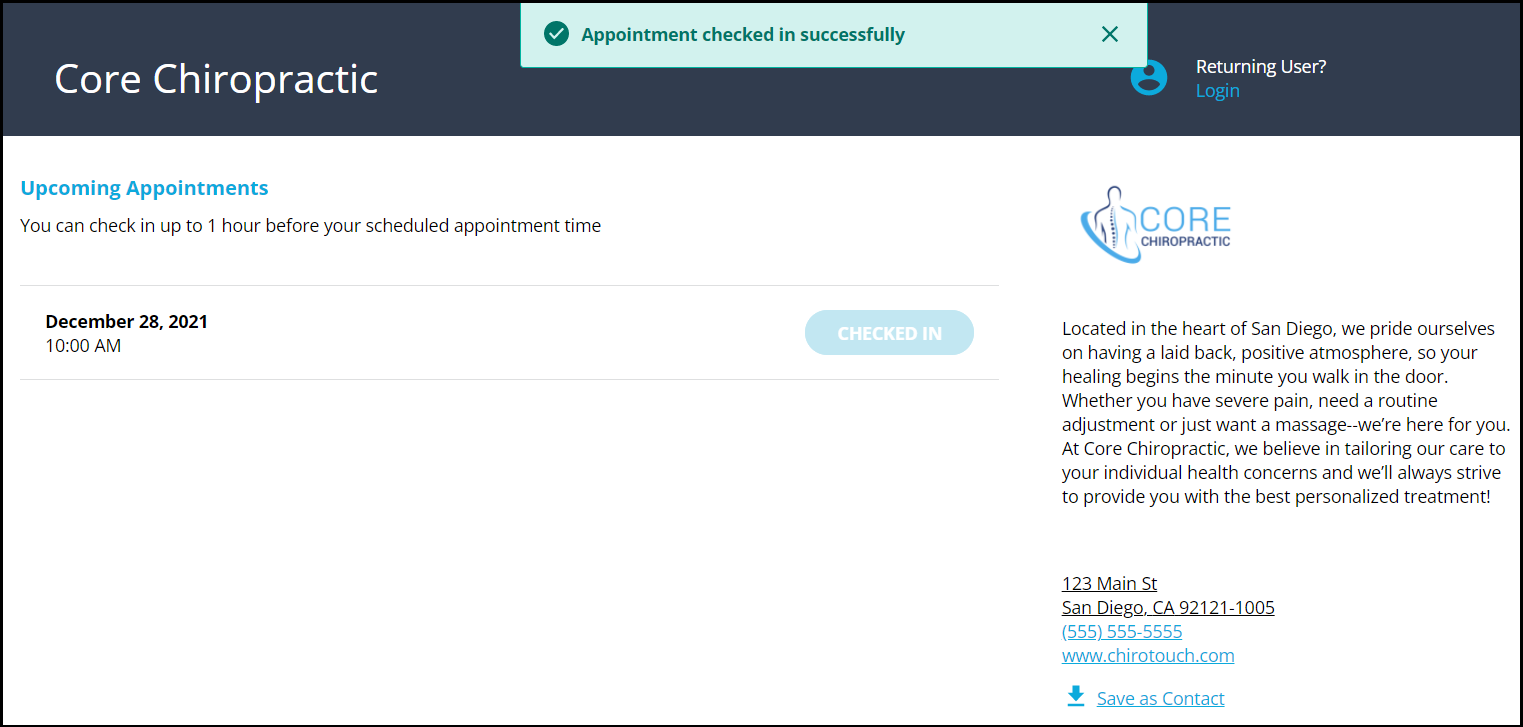 Appointment checked in successfully
Core Chiropractic
Returning User?
Login
Upcoming Appointments
You can check in up to 1 hour before your scheduled appointment time
December 28, 2021
10:00 AM
CHECKED IN
CORE
CHIROPRACTIC
Located in the heart of San Diego, we pride ourselves
on having a laid back, positive atmosphere, so your
healing begins the minute you walk in the door.
Whether you have severe pain, need a routine
adjustment or just want a massage--we’re here for you.
At Core Chiropractic, we believe in tailoring our care to
your individual health concerns and we’ll always strive
to provide you with the best personalized treatment!
123 Main St
San Diego, CA 92121-1005
(555) 555-5555
www.chirotouch.com
Save as Contact